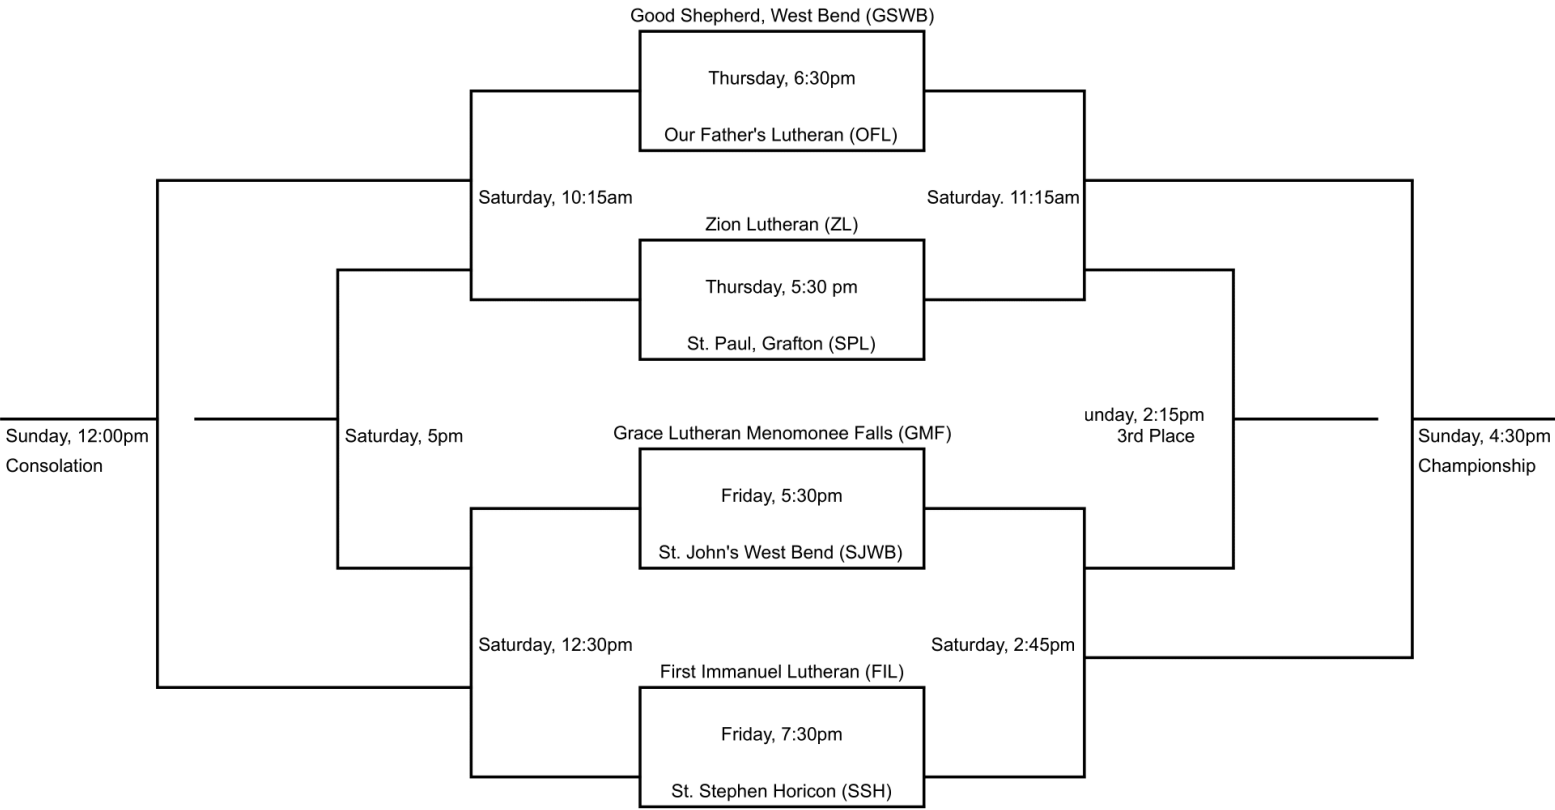 Good Shepherd, West Bend (GSWB)
Thursday, 6:30pm
Our Father's Lutheran (OFL)
Saturday, 10:15am
Saturday. 11:15am
Zion Lutheran (ZL)
Thursday, 5:30 pm
St. Paul, Grafton (SPL)
Sunday, 12:00pm
Consolation
Saturday, 5pm
unday, 2:15pm
3rd Place
Sunday, 4:30pm
Championship
Grace Lutheran Menomonee Falls (GMF)
Friday, 5:30pm
St. John's West Bend (SJWB)
Saturday, 12:30pm
Saturday, 2:45pm
First Immanuel Lutheran (FIL)
Friday, 7:30pm
St. Stephen Horicon (SSH)